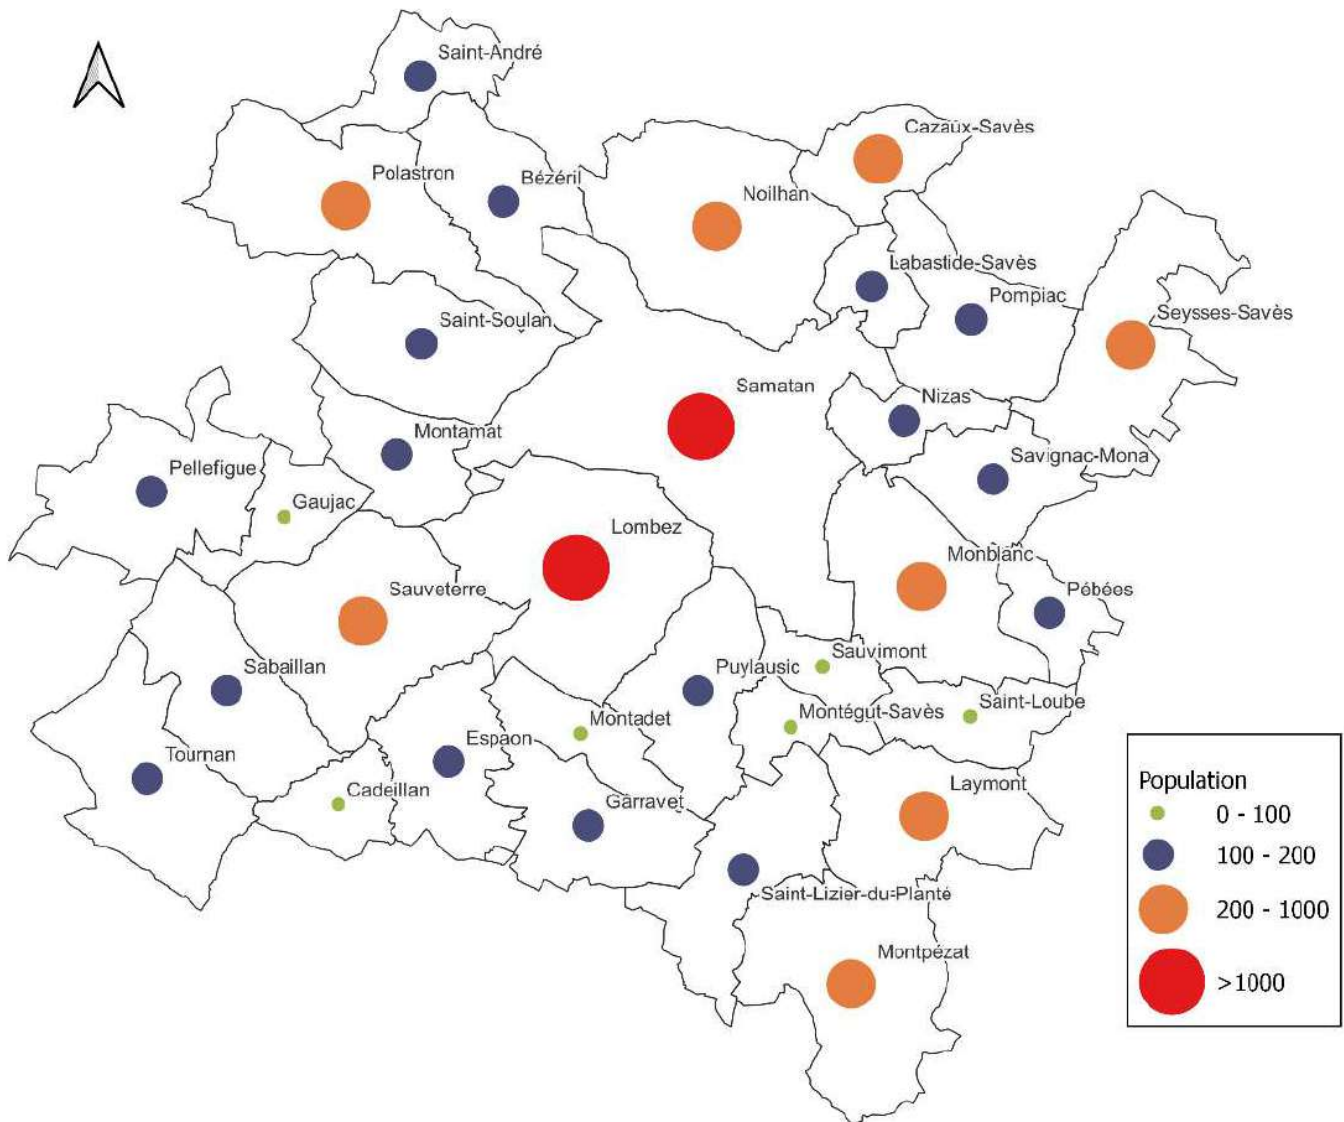 Saint-André
Cazaux-Savès
Polastron
Bézéril
Noilhan
Labastide-Savès
Pompiac
Seysses-Savès
Saint-Soulan
Samatan
Nizas
Montamat
Savignac-Mona
Pellefigue
Gaujac
Lombez
Monblanc
Sauveterre
Pébées
Sauvimont
Sabaillan
Puylausic
Saint-Loube
Montégut-Savès
Montadet
Espaon
Tournan
Cadeillan
Garravet
Laymont
Saint-Lizier-du-Planté
Montpézat
Population
0 - 100
100 - 200
200 - 1000
>1000